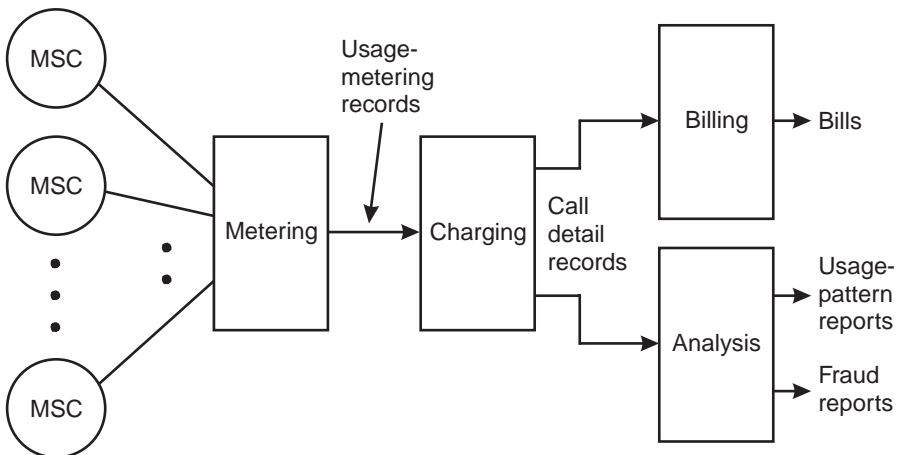 MSC
MSC
MSC
Metering
Usage-
metering
records
Charging
Call
detail
records
Billing
Bills
Analysis
Usage-
pattern
reports
Fraud
reports